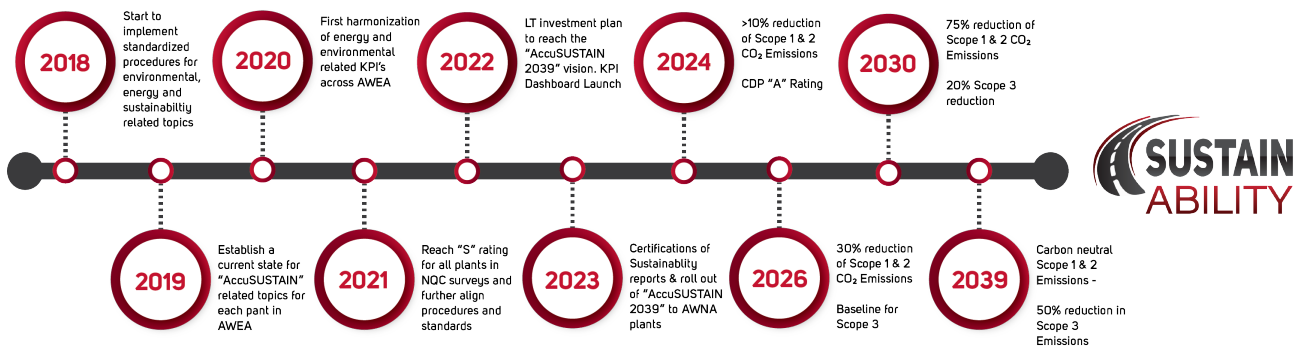 2018
Start to
implement
standardized
procedures for
environmental,
energy and
sustainabiltiy
related topics
2019
Establish a
current state for
“AccuSUSTAIN”
related topics for
each pant in
AWEA
2020
First harmonization
of energy and
environmental
related KPI’s
across AWEA
2021
Reach “S” rating
for all plants in
NQC surveys and
further align
procedures and
standards
2022
LT investment plan
to reach the
“AccuSUSTAIN
2039” vision. KPI
Dashboard Launch
2023
Certifications of
Sustainablity
reports & roll out
of “AccuSUSTAIN
2039” to AWNA
plants
2024
>10% reduction
of Scope 1 & 2
CO₂ Emissions
CDP “A” Rating
2026
30% reduction
of Scope 1 & 2
CO₂ Emissions
Baseline for
Scope 3
2030
75% reduction of
Scope 1 & 2 CO₂
Emissions
20% Scope 3
reduction
2039
Carbon neutral
Scope 1 & 2
Emissions -
50% reduction in
Scope 3
Emissions
SUSTAIN
ABILITY